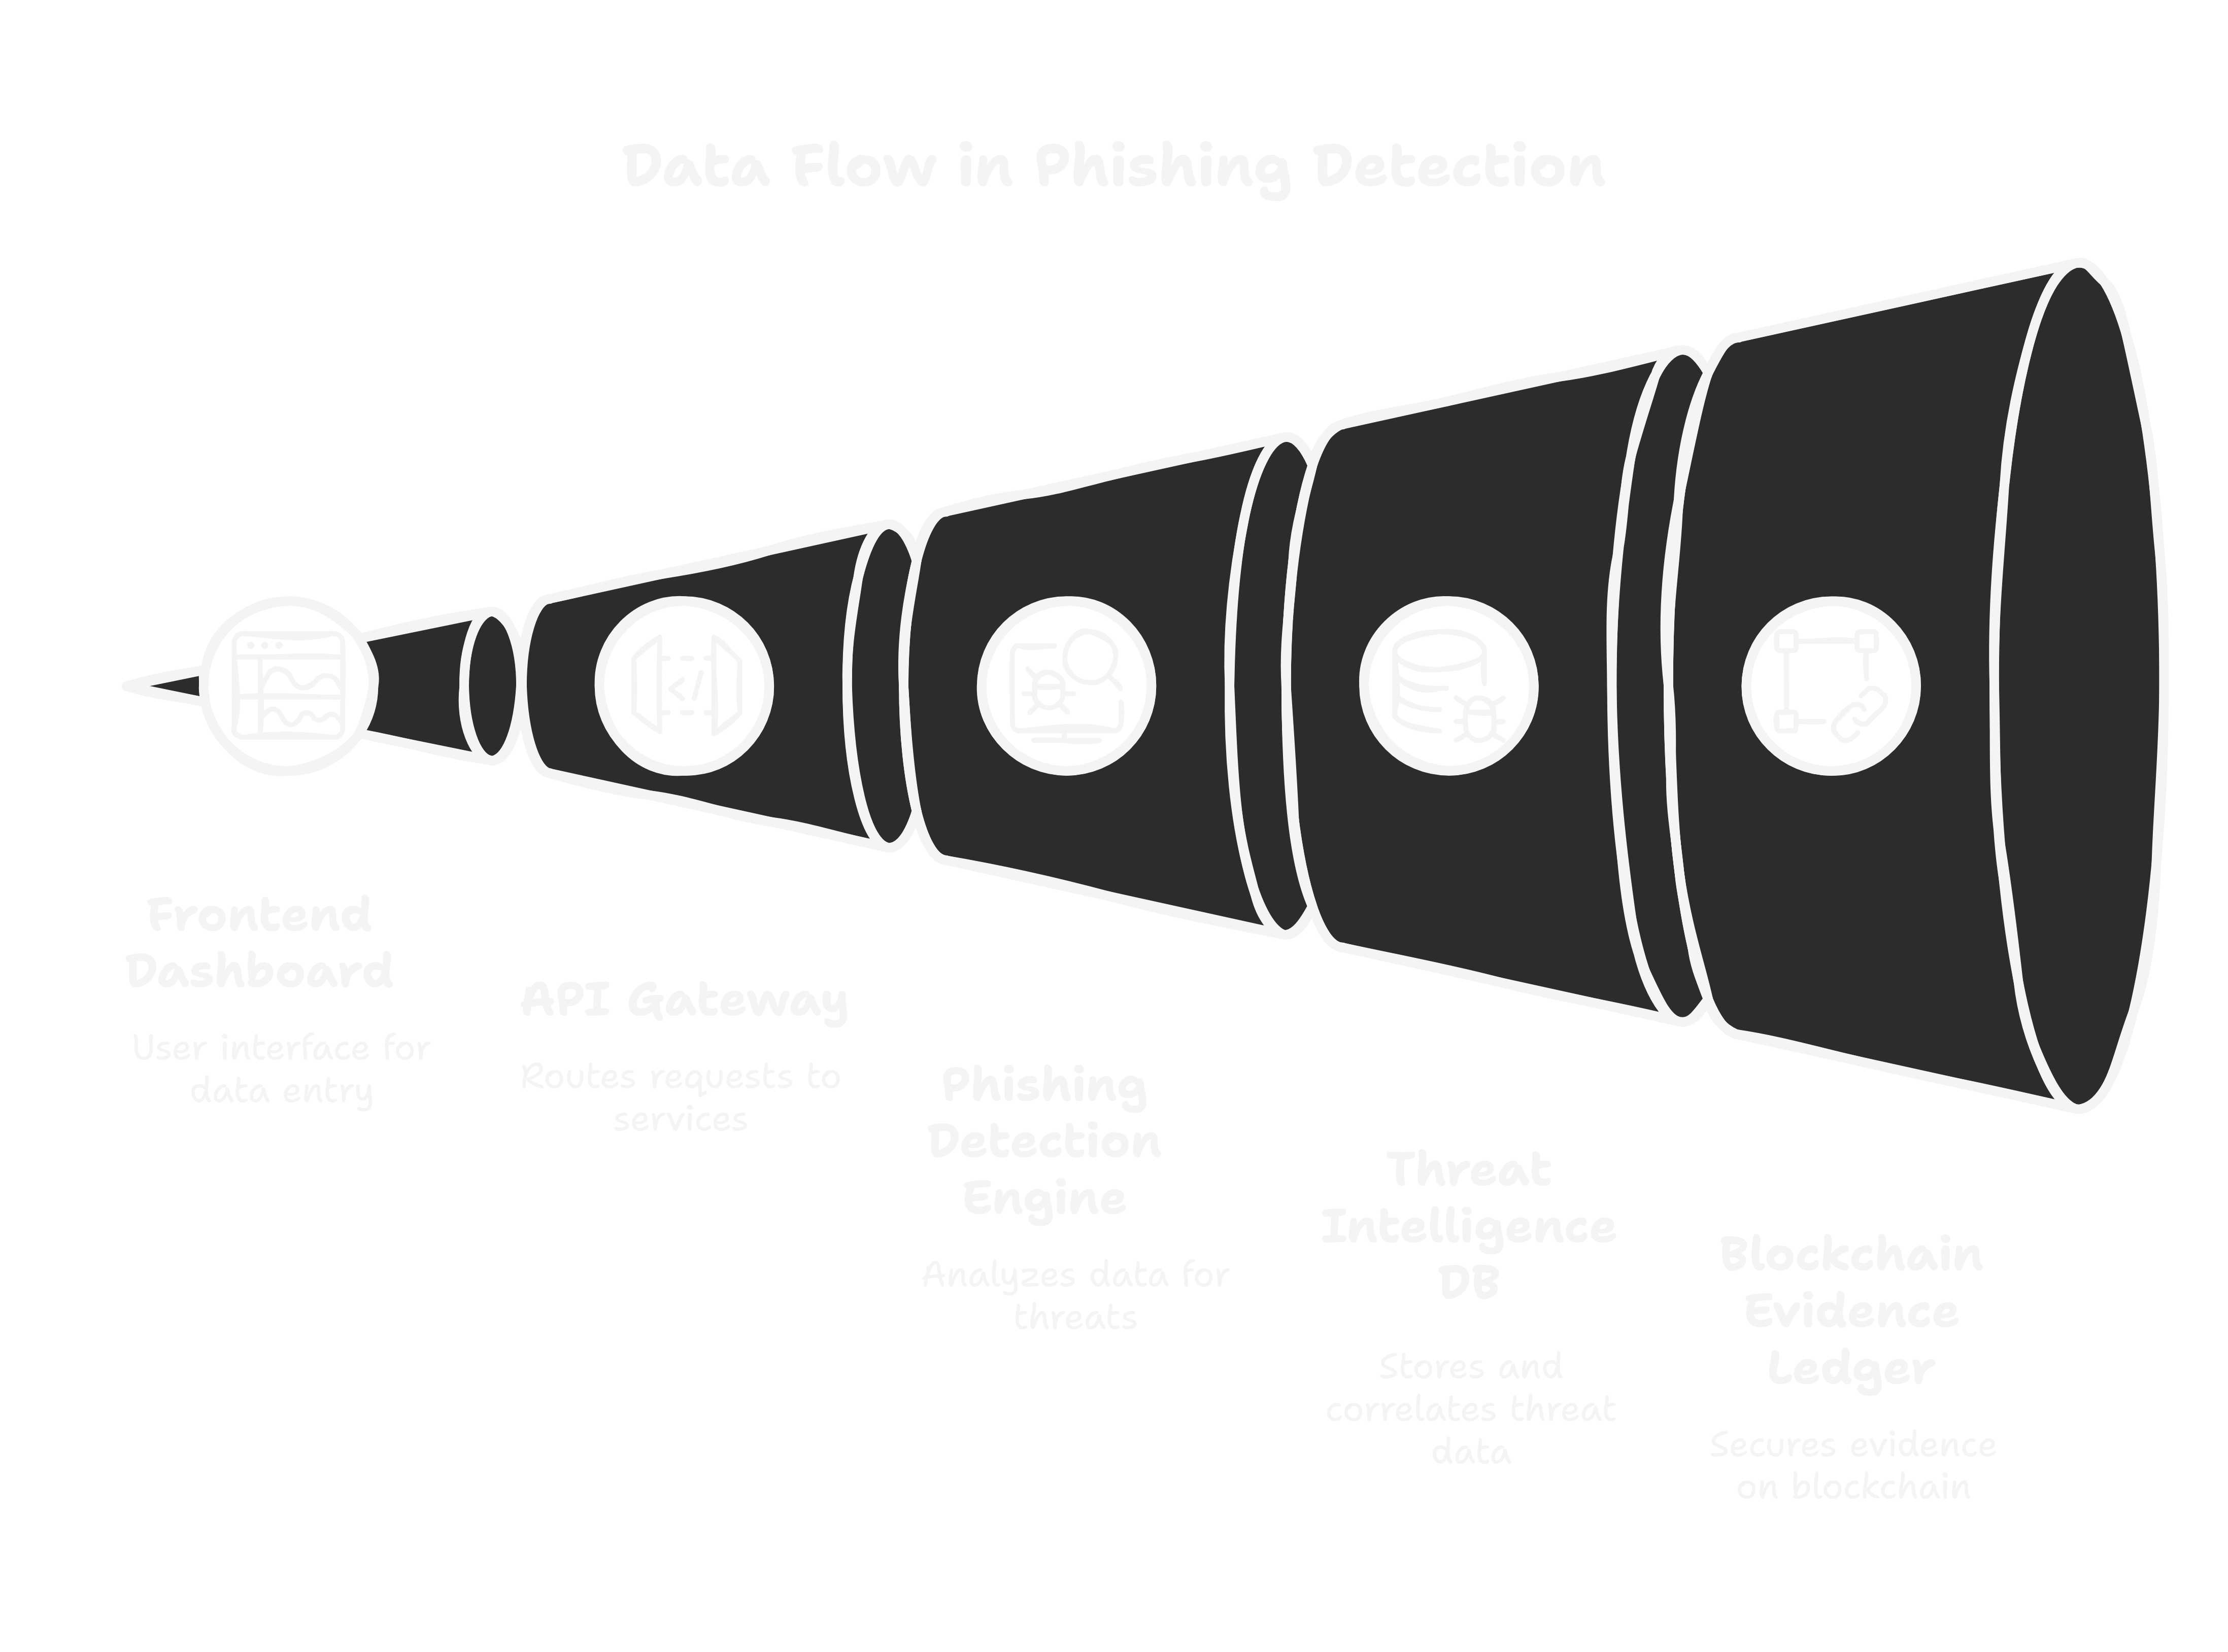 Data Flow in Phishing Detection
</>
Frontend
Dashboard
User interface for
data entry
API Gateway
Routes requests to
services
Phishing
Detection
Engine
Analyzes data for
threats
Threat
Intelligence
DB
Stores and
correlates threat
data
Blockchain
Evidence
Ledger
Secures evidence
on blockchain